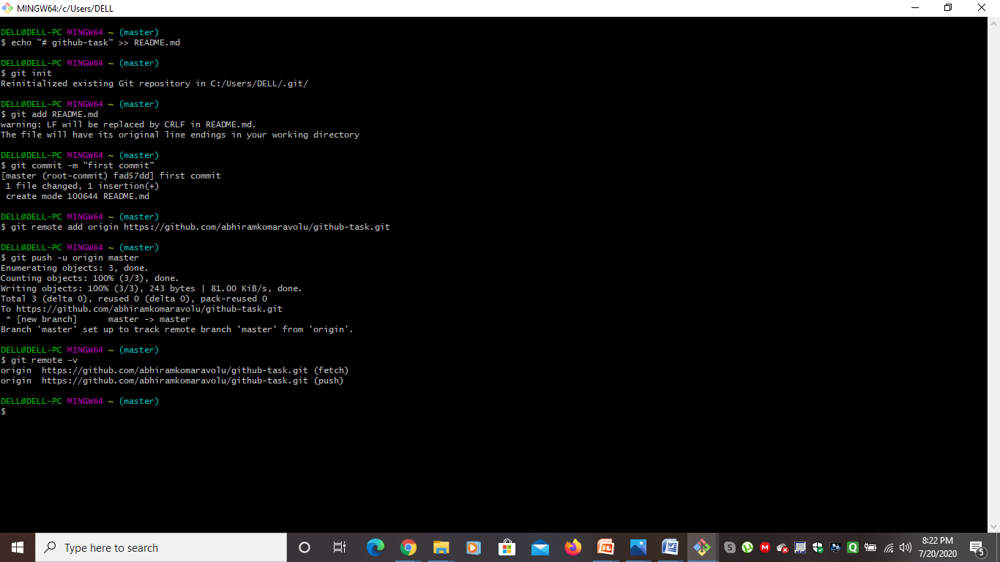 MINGW64:/c/Users/DELL
DELL@DELL-PC MINGW64 ~ (master)
$ echo "# github-task" >> README.md
DELL@DELL-PC MINGW64 ~ (master)
$ git init
Reinitialized existing Git repository in C:/Users/DELL/.git/
DELL@DELL-PC MINGW64 ~ (master)
$ git add README.md
warning: LF will be replaced by CRLF in README.md.
The file will have its original line endings in your working directory
DELL@DELL-PC MINGW64 ~ (master)
$ git commit -m "first commit"
[master (root-commit) fad57dd] first commit
 1 file changed, 1 insertion(+)
 create mode 100644 README.md
DELL@DELL-PC MINGW64 ~ (master)
$ git remote add origin https://github.com/abhiramkomaravolu/github-task.git
DELL@DELL-PC MINGW64 ~ (master)
$ git push -u origin master
Enumerating objects: 3, done.
Counting objects: 100% (3/3), done.
Writing objects: 100% (3/3), 243 bytes | 81.00 KiB/s, done.
Total 3 (delta 0), reused 0 (delta 0), pack-reused 0
To https://github.com/abhiramkomaravolu/github-task.git
 * [new branch]      master -> master
Branch 'master' set up to track remote branch 'master' from 'origin'.
DELL@DELL-PC MINGW64 ~ (master)
$ git remote -v
origin  https://github.com/abhiramkomaravolu/github-task.git (fetch)
origin  https://github.com/abhiramkomaravolu/github-task.git (push)
DELL@DELL-PC MINGW64 ~ (master)
$
Type here to search
8:22 PM
7/20/2020
5